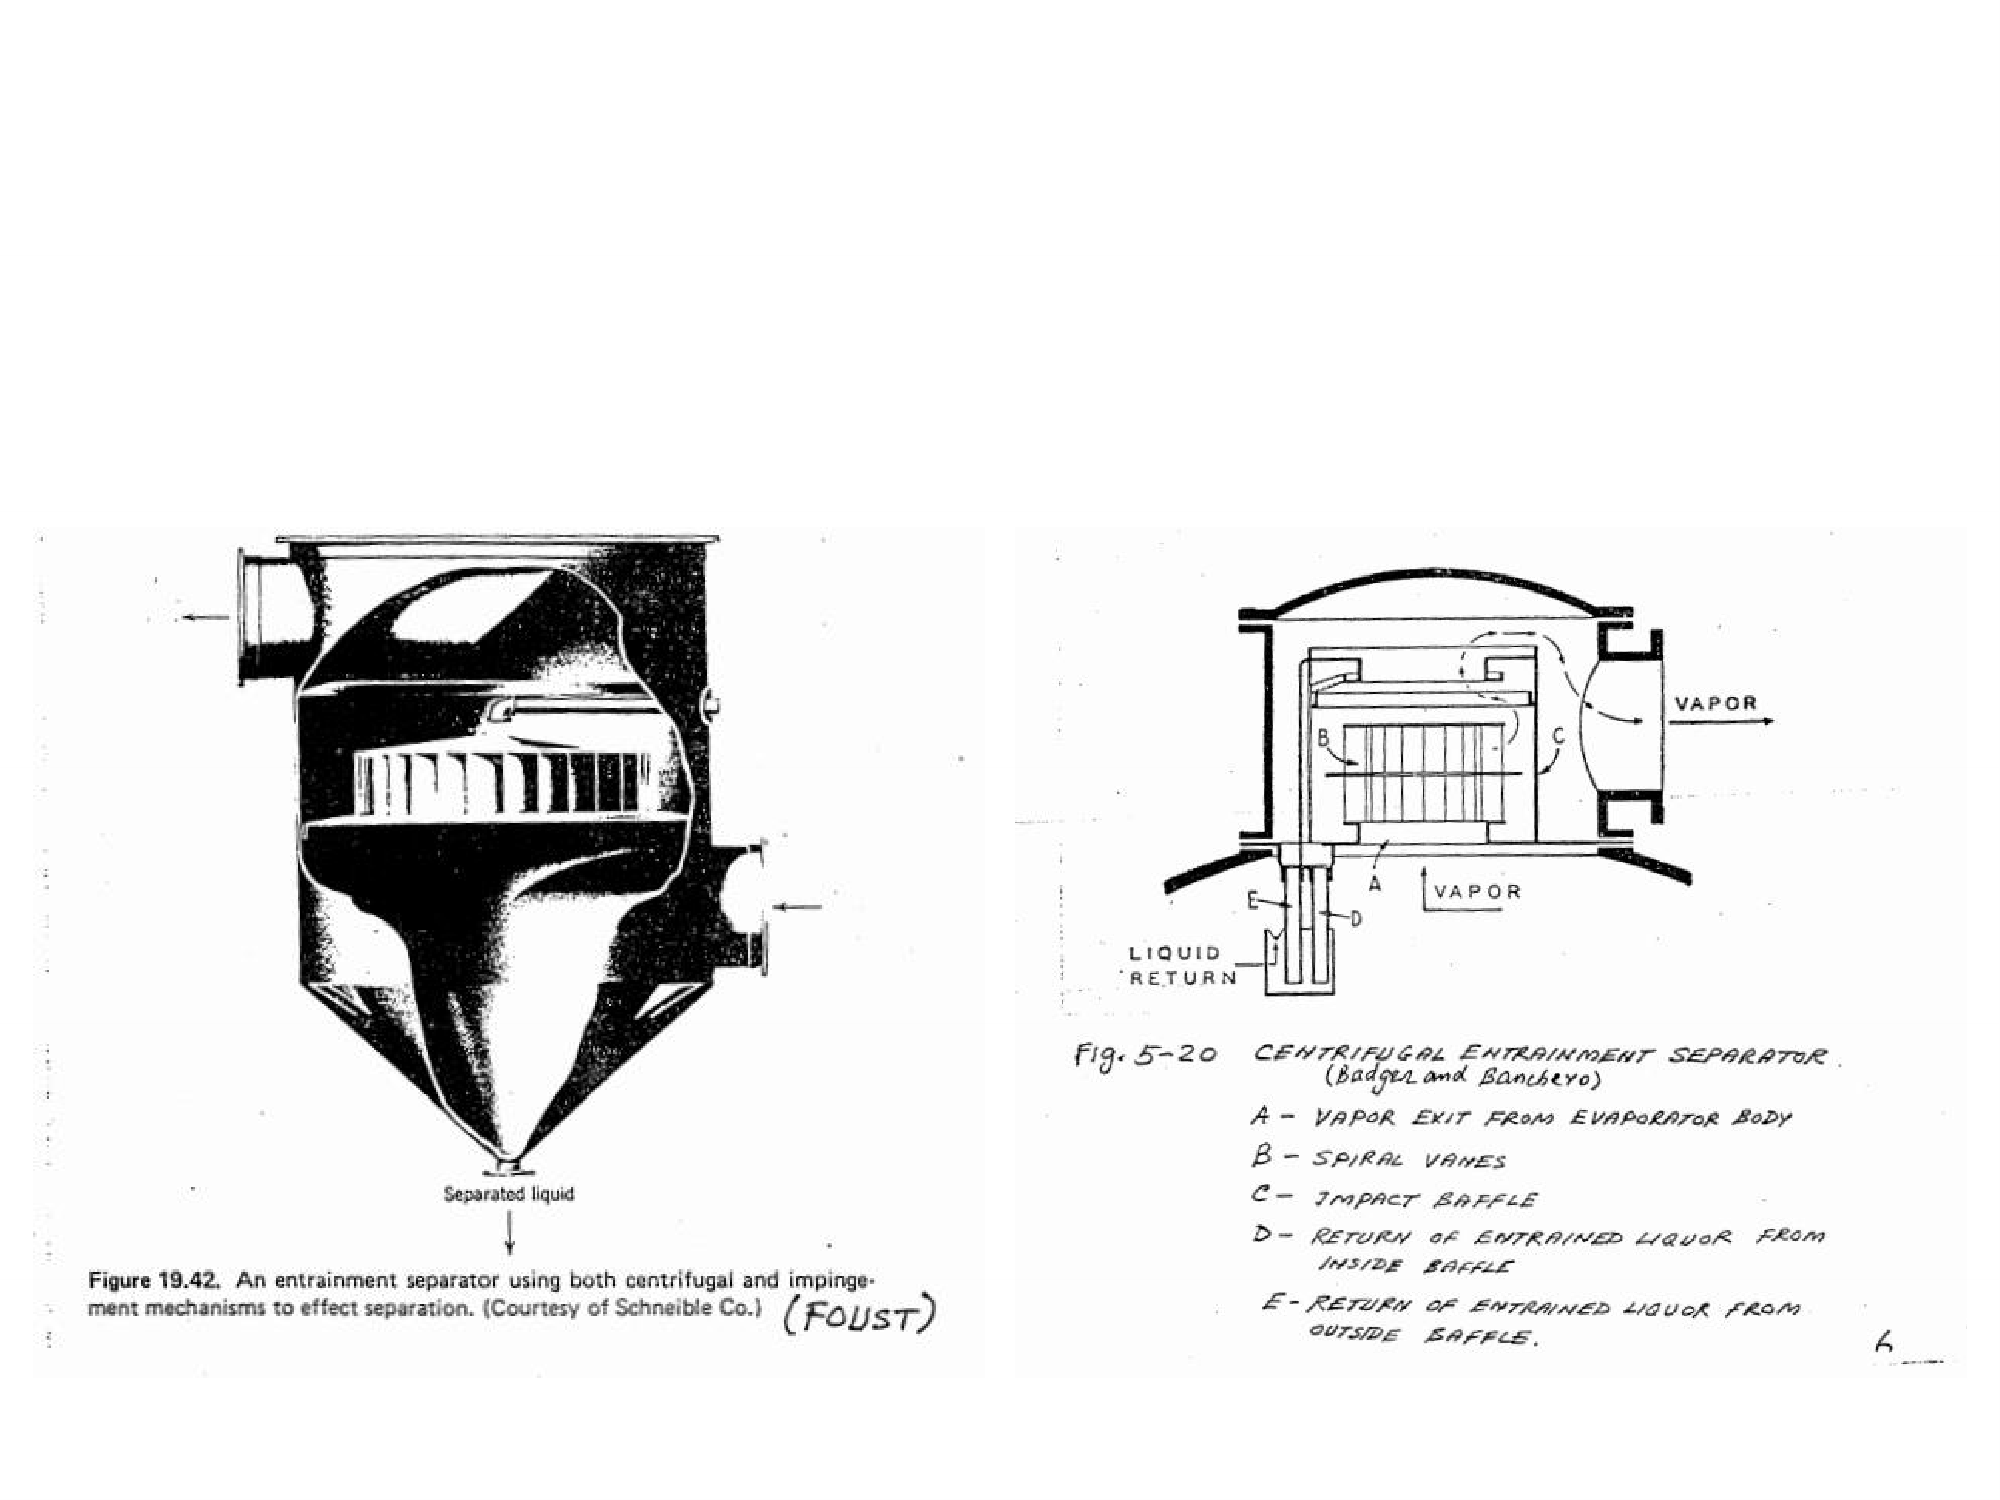 Separated liquid
Figure 19.42. An entrainment separator using both centrifugal and impinge-
ment mechanisms to effect separation. (Courtesy of Schneible Co.) (FOUST)
VAPOR
B
C
A
VAPOR
E
D
LIQUID
RETURN
Fig. 5-20 CENTRIFUGAL ENTRAINMENT SEPARATOR.
(Badger and Banchero)
A - VAPOR EXIT FROM EVAPORATOR BODY
B - SPIRAL VANES
C - IMPACT BAFFLE
D - RETURN OF ENTRAINED LIQUOR FROM
INSIDE BAFFLE
E - RETURN OF ENTRAINED LIQUOR FROM
OUTSIDE BAFFLE.